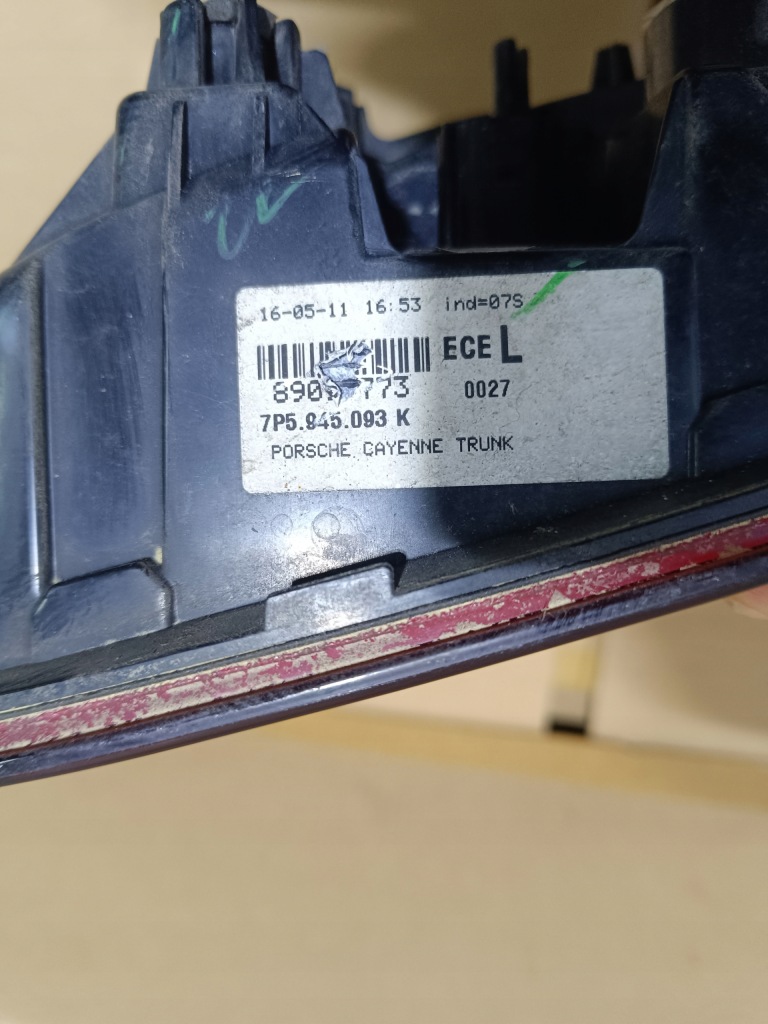 16-05-11 16:53 ind=07S
ECE L
0027
7P5.945.093 K
PORSCHE CAYENNE TRUNK